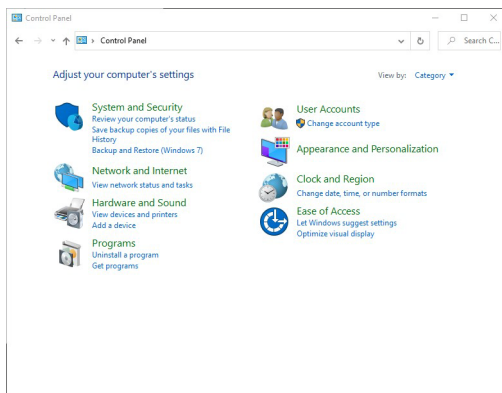 Control Panel
Control Panel
Search C...
Adjust your computer's settings
View by: Category
System and Security
Review your computer's status
Save backup copies of your files with File
History
Backup and Restore (Windows 7)
Network and Internet
View network status and tasks
Hardware and Sound
View devices and printers
Add a device
Programs
Uninstall a program
Get programs
User Accounts
Change account type
Appearance and Personalization
Clock and Region
Change date, time, or number formats
Ease of Access
Let Windows suggest settings
Optimize visual display